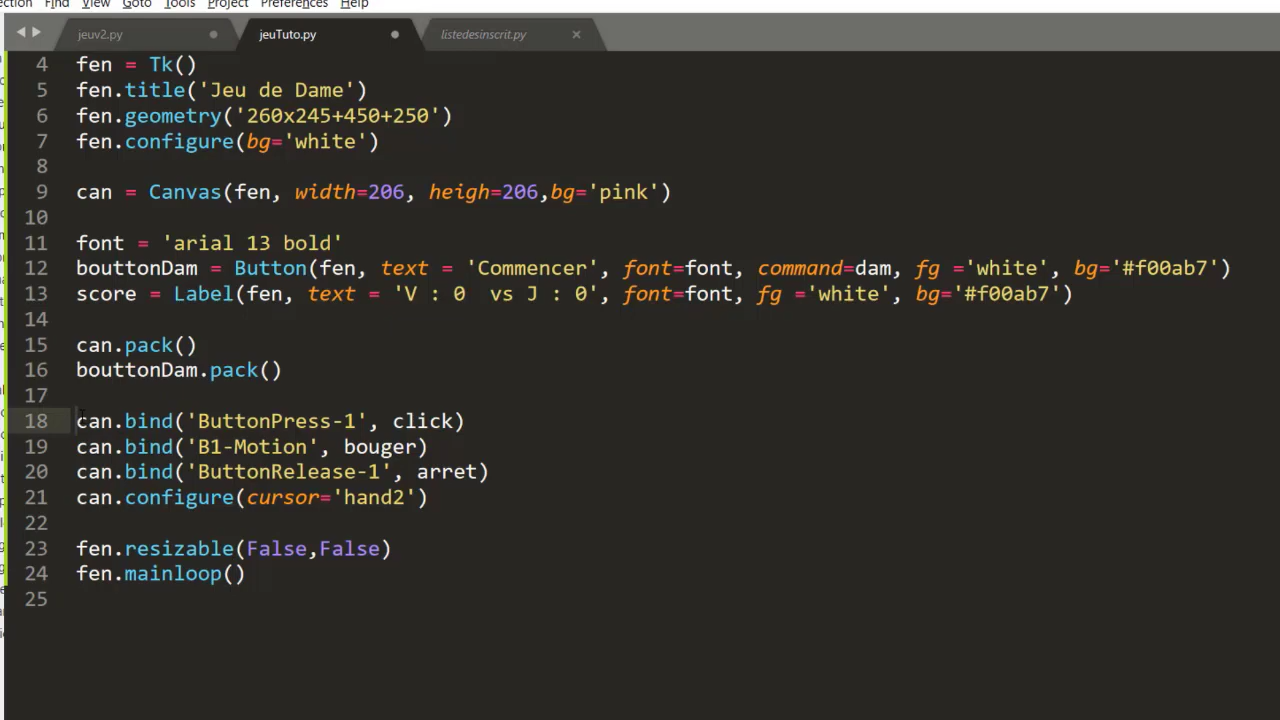 ection Find View Goto Tools Project Preferences Help
jeuv2.py jeuTuto.py listedesinscrit.py
4 fen = Tk()
5 fen.title('Jeu de Dame')
6 fen.geometry('260x245+450+250')
7 fen.configure(bg='white')
8
9 can = Canvas(fen, width=206, heigh=206,bg='pink')
10
11 font = 'arial 13 bold'
12 bouttonDam = Button(fen, text = 'Commencer', font=font, command=dam, fg ='white', bg='#f00ab7')
13 score = Label(fen, text = 'V : 0  vs J : 0', font=font, fg ='white', bg='#f00ab7')
14
15 can.pack()
16 bouttonDam.pack()
17
18 can.bind('ButtonPress-1', click)
19 can.bind('B1-Motion', bouger)
20 can.bind('ButtonRelease-1', arret)
21 can.configure(cursor='hand2')
22
23 fen.resizable(False,False)
24 fen.mainloop()
25